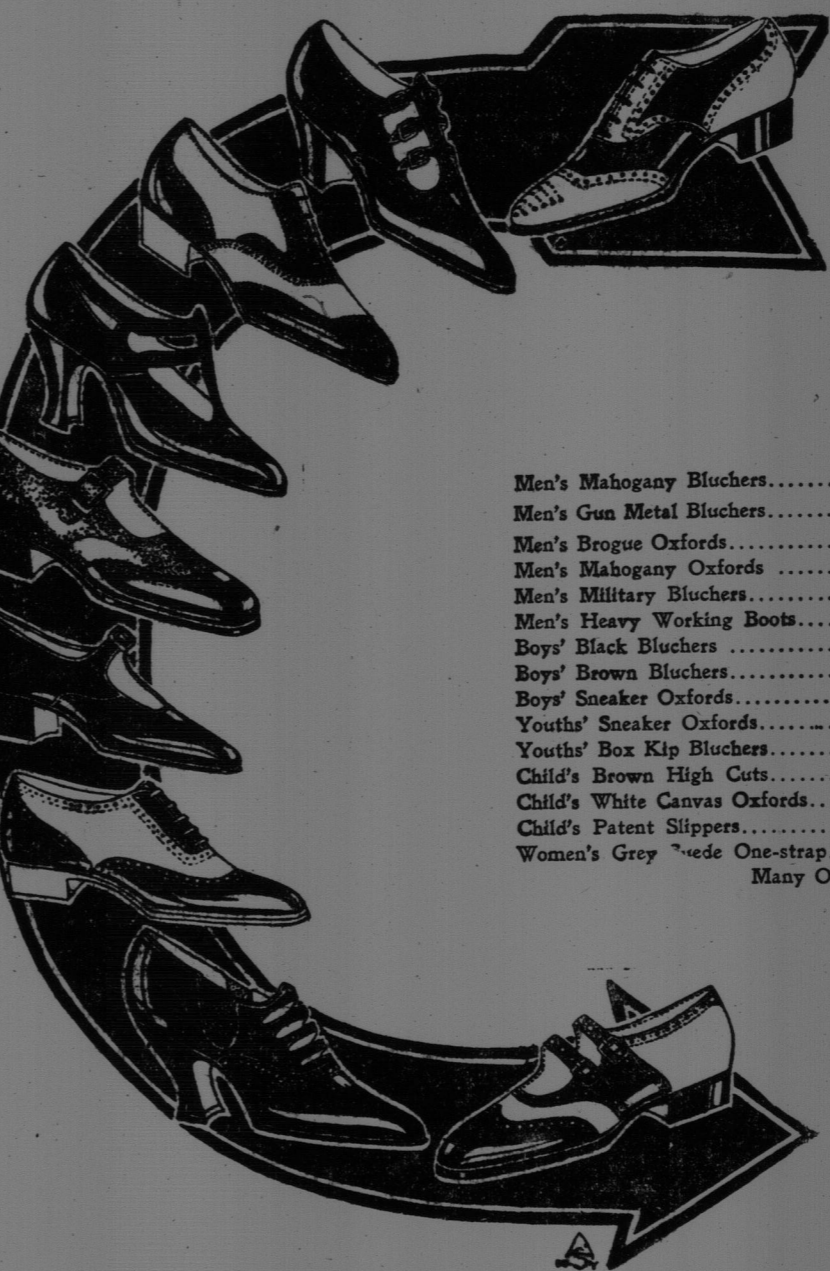 Men's Mahogany Bluchers.......
Men's Gun Metal Bluchers.......
Men's Brogue Oxfords...........
Men's Mahogany Oxfords ......
Men's Military Bluchers.........
Men's Heavy Working Boots....
Boys' Black Bluchers ..........
Boys' Brown Bluchers...........
Boys' Sneaker Oxfords..........
Youths' Sneaker Oxfords.......
Youths' Box Kip Bluchers......
Child's Brown High Cuts......
Child's White Canvas Oxfords..
Child's Patent Slippers.........
Women's Grey One-strap
Many